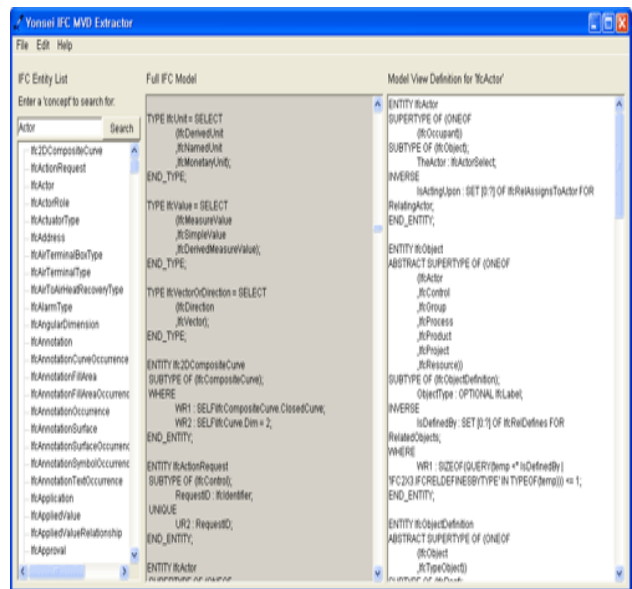 Yonsei IFC MVD Extractor
File Edit Help
IFC Entity List
Enter a 'concept' to search for:
Actor
Search
Ifc2DCompositeCurve
IfcActionRequest
IfcActor
IfcActorRole
IfcActuatorType
IfcAddress
IfcAirTerminalBoxType
IfcAirTerminalType
IfcAirToAirHeatRecoveryType
IfcAlarmType
IfcAngularDimension
IfcAnnotation
IfcAnnotationCurveOccurrence
IfcAnnotationFillArea
IfcAnnotationFillAreaOccurrenc
IfcAnnotationOccurrence
IfcAnnotationSurface
IfcAnnotationSurfaceOccurrenc
IfcAnnotationSymbolOccurrenc
IfcAnnotationTextOccurrence
IfcApplication
IfcAppliedValue
IfcAppliedValueRelationship
IfcApproval
Full IFC Model
TYPE IfcUnit = SELECT
(IfcDerivedUnit
,IfcNamedUnit
,IfcMonetaryUnit);
END_TYPE;
TYPE IfcValue = SELECT
(IfcMeasureValue
,IfcSimpleValue
,IfcDerivedMeasureValue);
END_TYPE;
TYPE IfcVectorOrDirection = SELECT
(IfcDirection
,IfcVector);
END_TYPE;
ENTITY Ifc2DCompositeCurve
SUBTYPE OF (IfcCompositeCurve);
WHERE
WR1 : SELF\IfcCompositeCurve.ClosedCurve;
WR2 : SELF\IfcCurve.Dim = 2;
END_ENTITY;
ENTITY IfcActionRequest
SUBTYPE OF (IfcControl);
RequestID : IfcIdentifier;
UNIQUE
UR2 : RequestID;
END_ENTITY;
ENTITY IfcActor
SUPERTYPE OF (ONEOF
Model View Definition for 'IfcActor'
ENTITY IfcActor
SUPERTYPE OF (ONEOF
(IfcOccupant))
SUBTYPE OF (IfcObject);
TheActor : IfcActorSelect;
INVERSE
IsActingUpon : SET [0:?] OF IfcRelAssignsToActor FOR
RelatingActor;
END_ENTITY;
ENTITY IfcObject
ABSTRACT SUPERTYPE OF (ONEOF
(IfcActor
,IfcControl
,IfcGroup
,IfcProcess
,IfcProduct
,IfcProject
,IfcResource))
SUBTYPE OF (IfcObjectDefinition);
ObjectType : OPTIONAL IfcLabel;
INVERSE
IsDefinedBy : SET [0:?] OF IfcRelDefines FOR
RelatedObjects;
WHERE
WR1 : SIZEOF(QUERY(temp <* IsDefinedBy |
'IFC2X3.IFCRELDEFINESBYTYPE' IN TYPEOF(temp))) <= 1;
END_ENTITY;
ENTITY IfcObjectDefinition
ABSTRACT SUPERTYPE OF (ONEOF
(IfcObject
,IfcTypeObject))